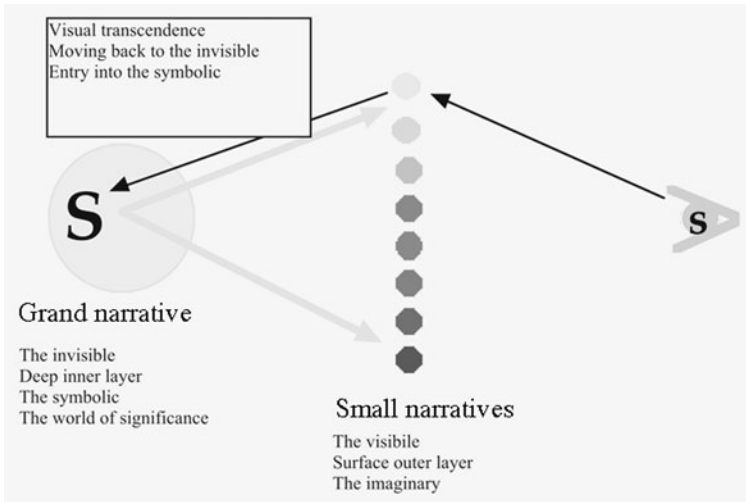 Visual transcendence
Moving back to the invisible
Entry into the symbolic
S
s
Grand narrative
The invisible
Deep inner layer
The symbolic
The world of significance
Small narratives
The visibile
Surface outer layer
The imaginary